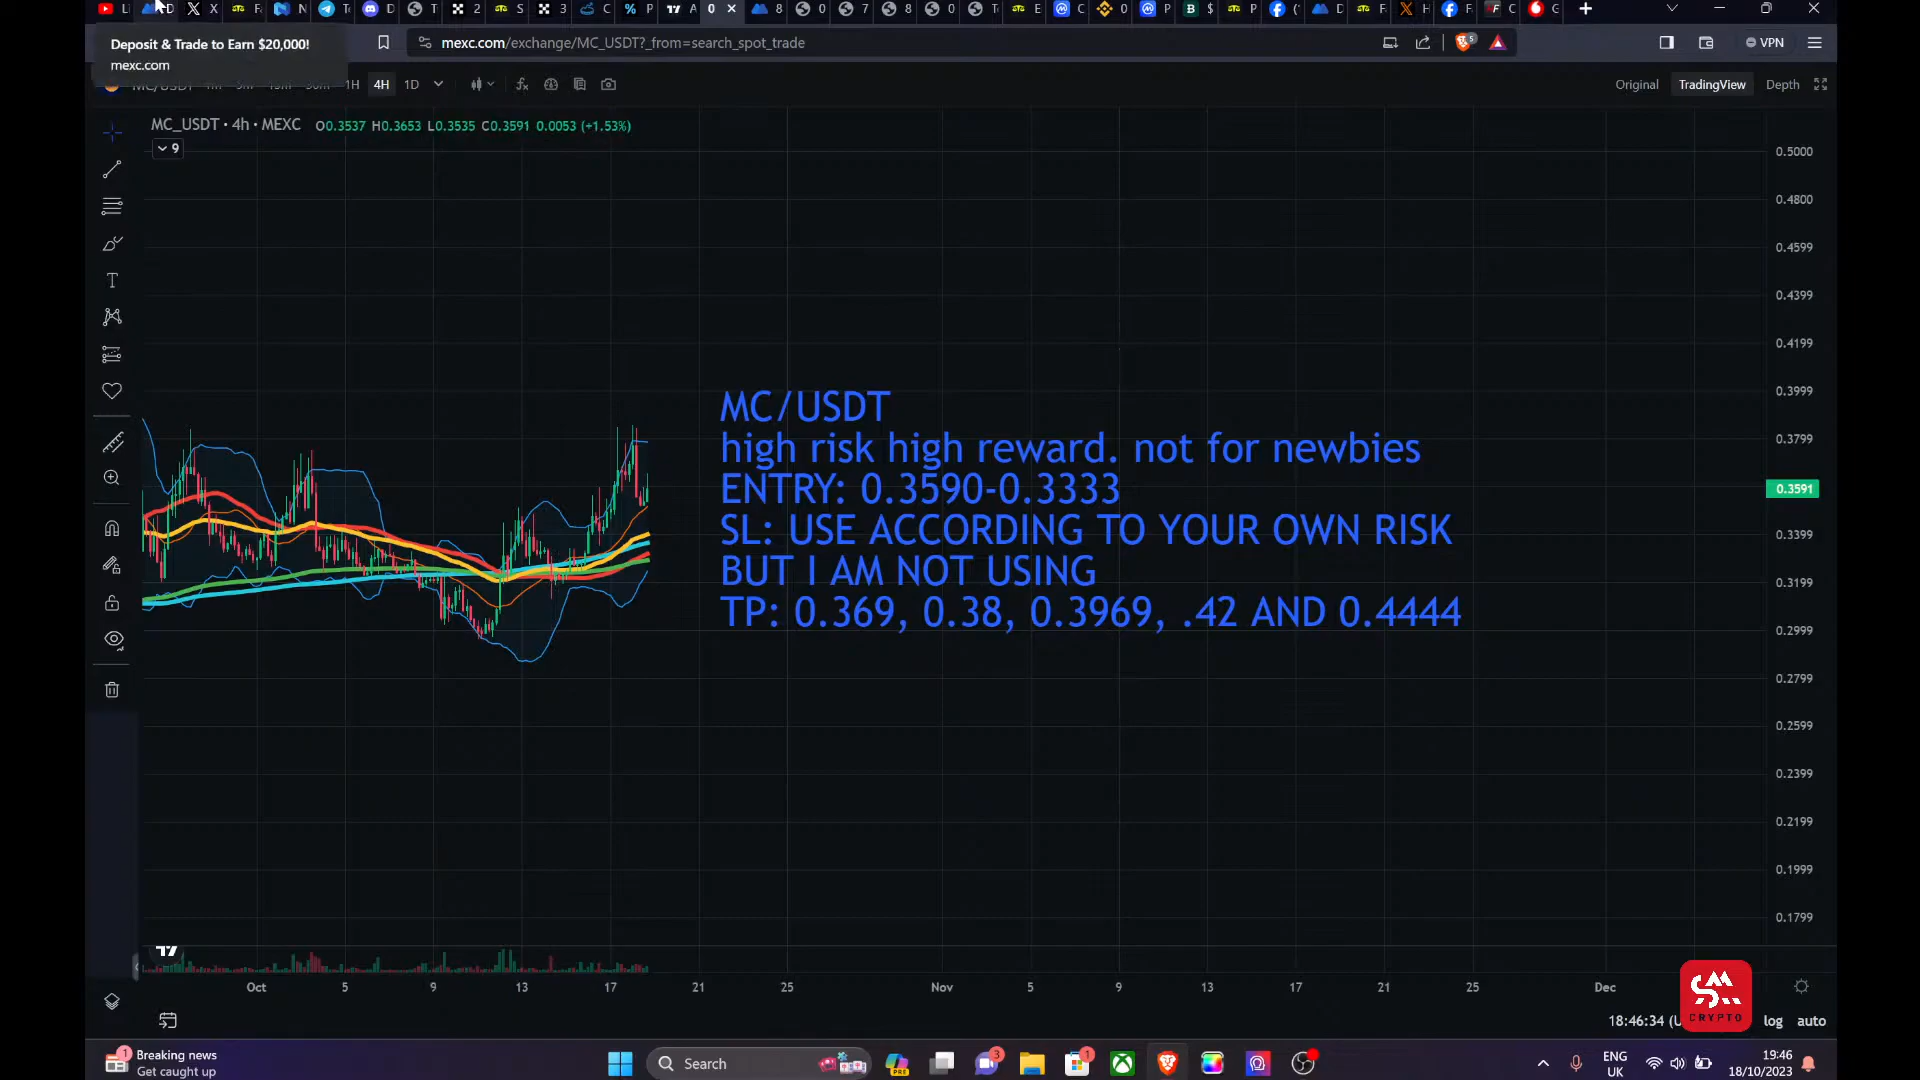 Deposit & Trade to Earn $20,000!
mexc.com
mexc.com/exchange/MC_USDT?_from=search_spot_trade
VPN
1H 4H 1D
Original TradingView Depth
MC_USDT • 4h • MEXC O0.3537 H0.3653 L0.3535 C0.3591 0.0053 (+1.53%)
9
0.5000
0.4800
0.4599
0.4399
0.4199
0.3999
0.3799
0.3591
0.3399
0.3199
0.2999
0.2799
0.2599
0.2399
0.2199
0.1999
0.1799
MC/USDT
high risk high reward. not for newbies
ENTRY: 0.3590-0.3333
SL: USE ACCORDING TO YOUR OWN RISK
BUT I AM NOT USING
TP: 0.369, 0.38, 0.3969, .42 AND 0.4444
Oct 5 9 13 17 21 25 Nov 5 9 13 17 21 25 Dec
18:46:34 log auto
CRYPTO
Breaking news
Get caught up
Search
ENG
UK
19:46
18/10/2023